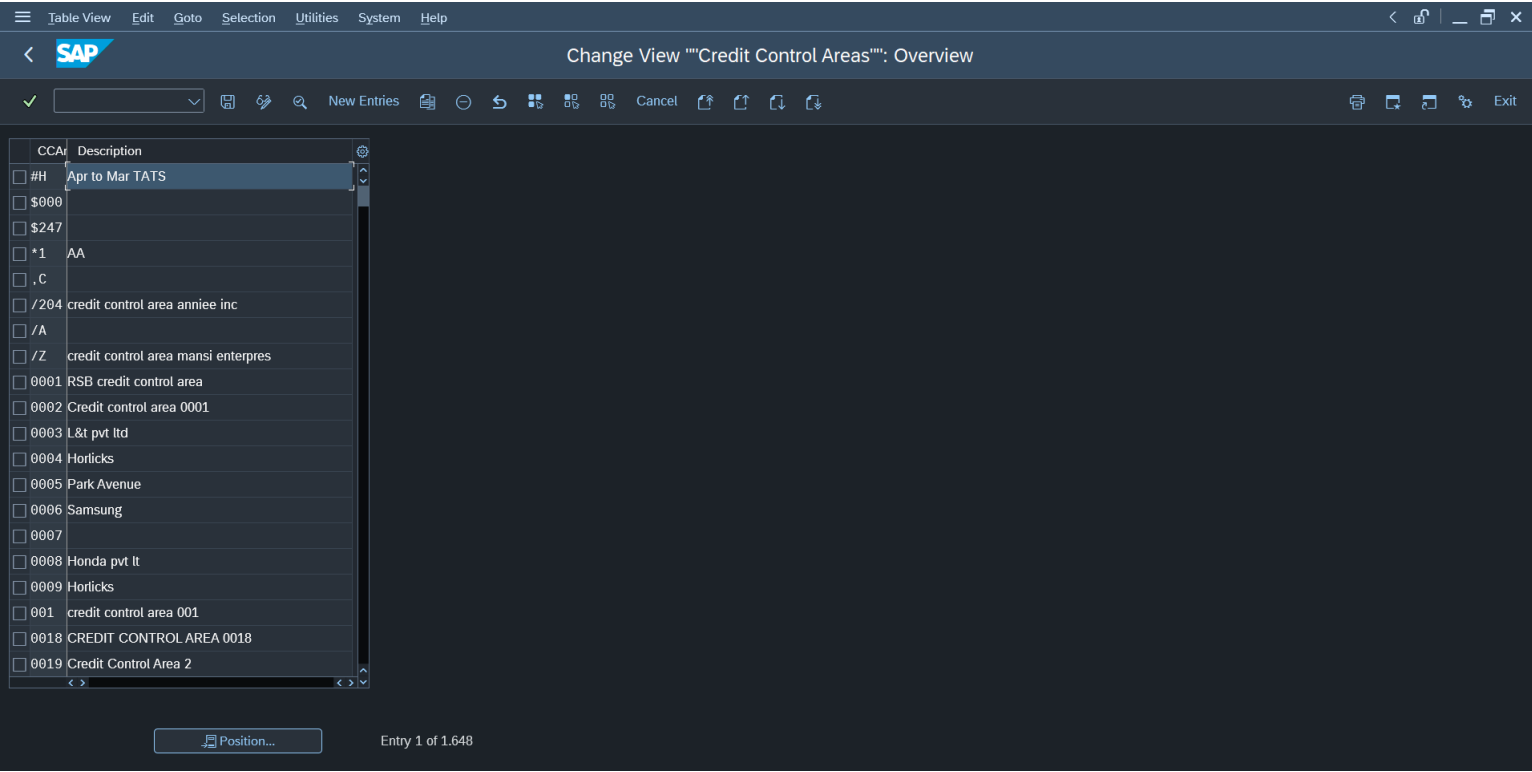 Table View Edit Goto Selection Utilities System Help
SAP Change View ""Credit Control Areas"": Overview
New Entries Cancel Exit
CCAr Description
#H Apr to Mar TATS
$000
$247
*1 AA
,C
/204 credit control area anniee inc
/A
/Z credit control area mansi enterpres
0001 RSB credit control area
0002 Credit control area 0001
0003 L&t pvt ltd
0004 Horlicks
0005 Park Avenue
0006 Samsung
0007
0008 Honda pvt lt
0009 Horlicks
001 credit control area 001
0018 CREDIT CONTROL AREA 0018
0019 Credit Control Area 2
Position... Entry 1 of 1.648